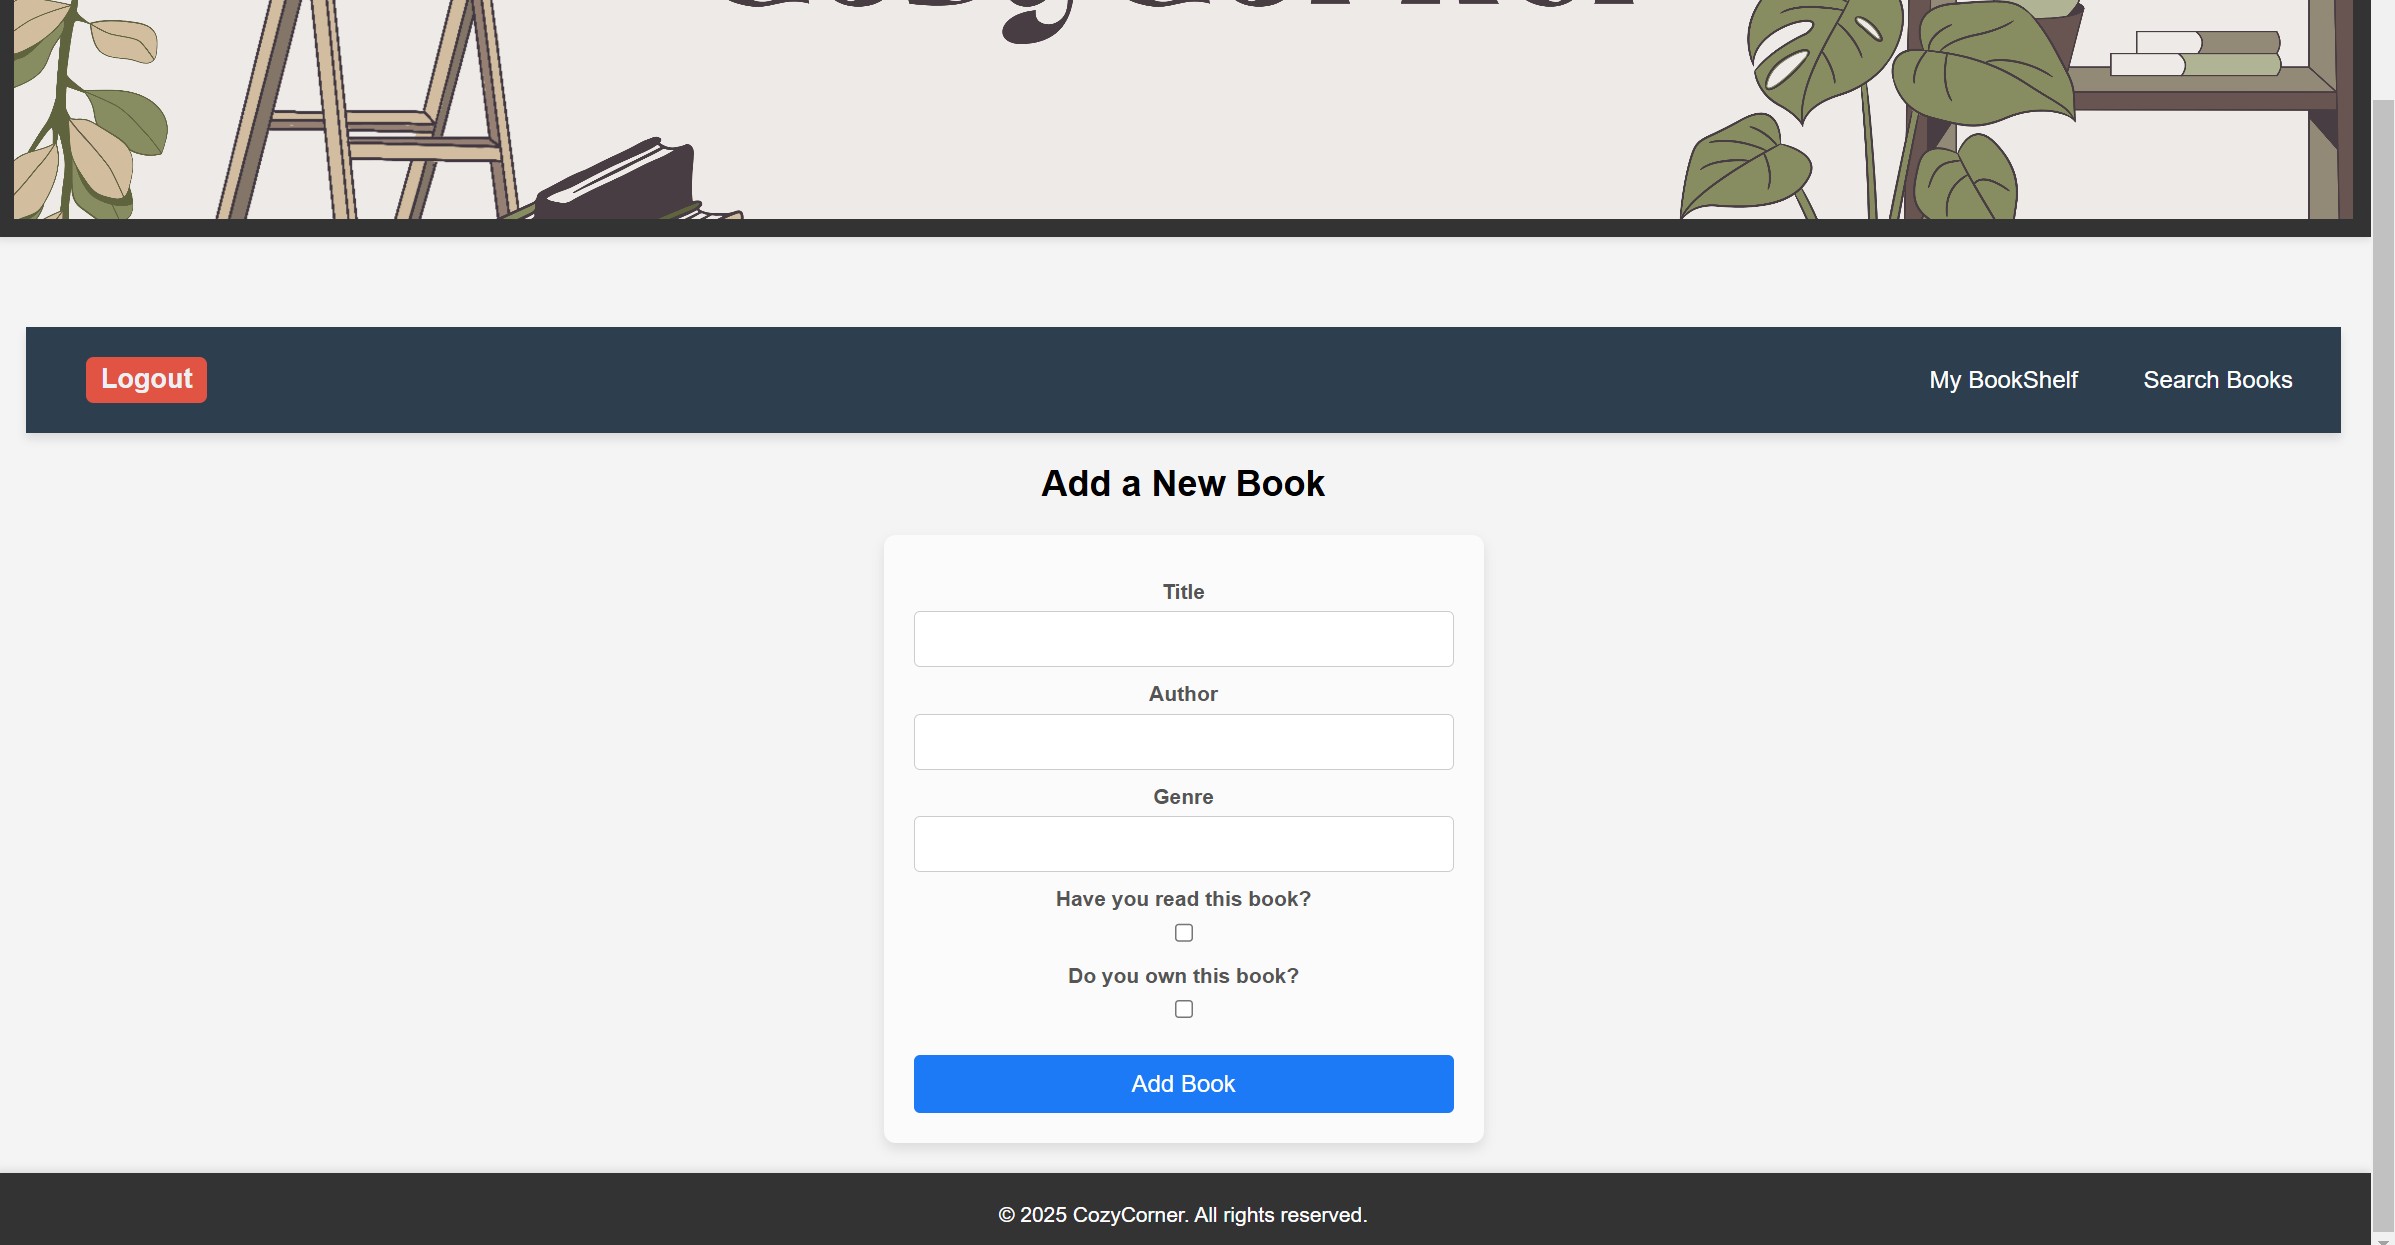 Logout
My BookShelf
Search Books
Add a New Book
Title
Author
Genre
Have you read this book?
Do you own this book?
Add Book
© 2025 CozyCorner. All rights reserved.